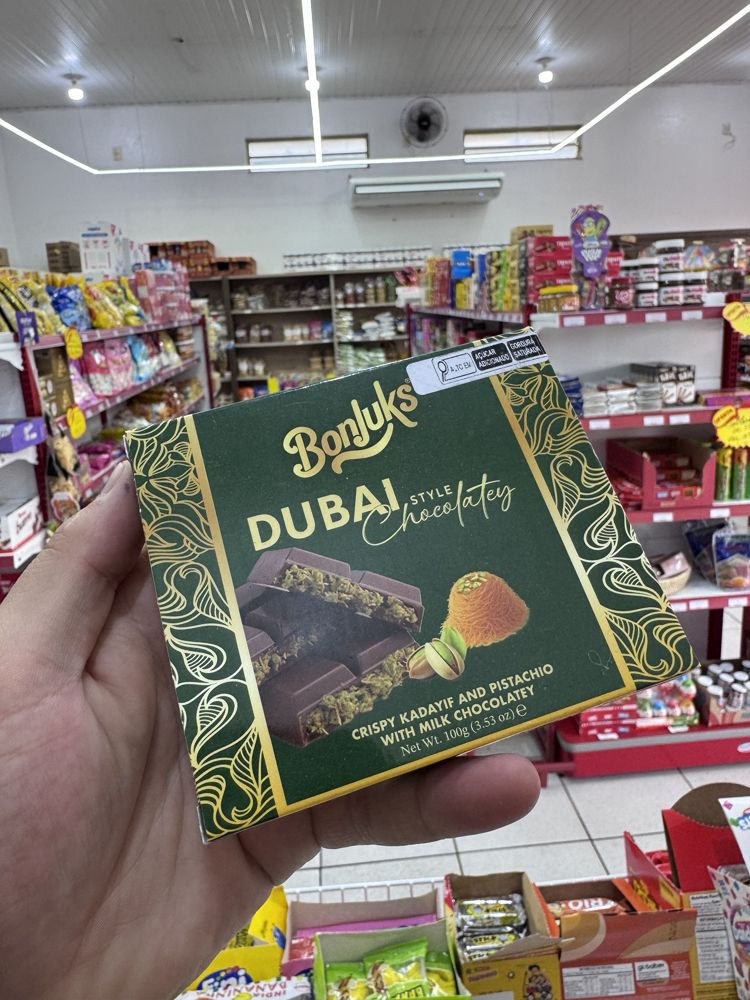 BonJuks®
ALTO EM
AÇÚCAR
ADICIONADO
GORDURA
SATURADA
DUBAI STYLE
Chocolatey
CRISPY KADAYIF AND PISTACHIO
WITH MILK CHOCOLATEY
Net Wt. 100g (3.53 oz) ℮